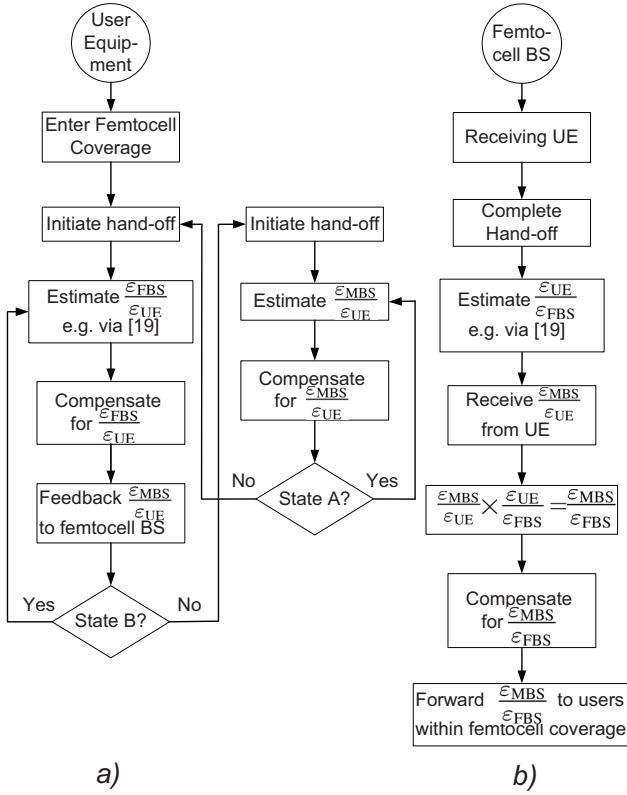 User
Equip-
ment
Enter Femtocell
Coverage
Initiate hand-off
Estimate εFBS/εUE
e.g. via [19]
Compensate
for εFBS/εUE
Feedback εMBS/εUE
to femtocell BS
State B?
Yes
No
Initiate hand-off
Estimate εMBS/εUE
Compensate
for εMBS/εUE
State A?
No
Yes
a)
Femto-
cell BS
Receiving UE
Complete
Hand-off
Estimate εUE/εFBS
e.g. via [19]
Receive εMBS/εUE
from UE
εMBS/εUE × εUE/εFBS = εMBS/εFBS
Compensate
for εMBS/εFBS
Forward εMBS/εFBS to users
within femtocell coverage
b)